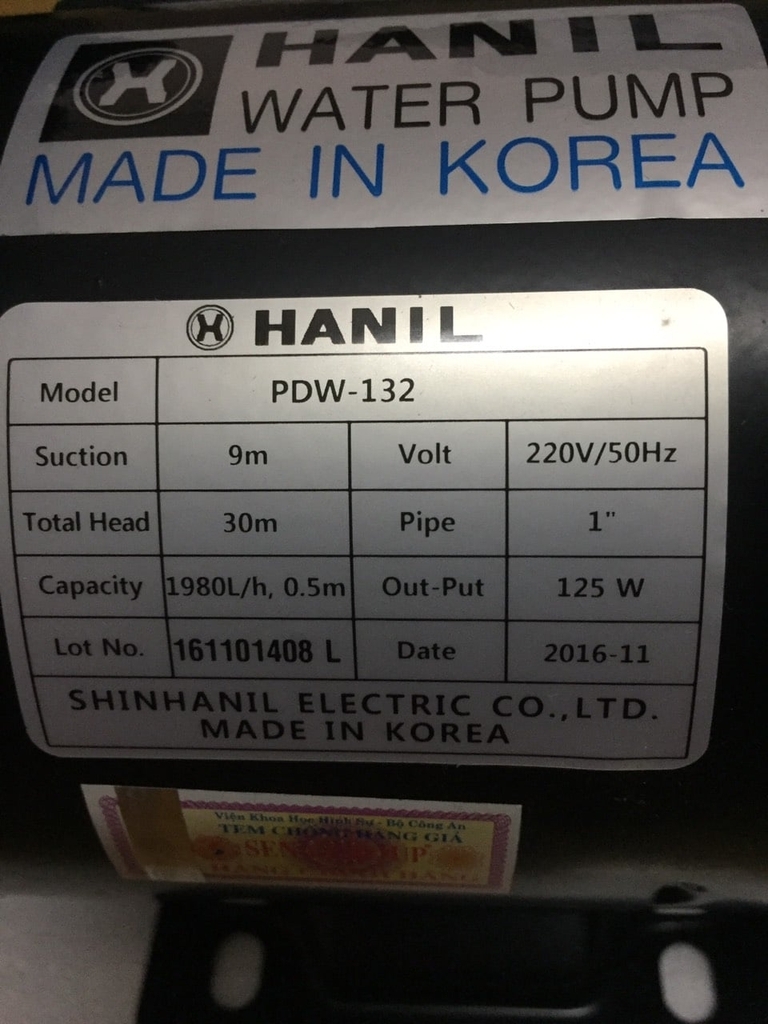 HANIL
WATER PUMP
MADE IN KOREA
HANIL
Model PDW-132
Suction 9m Volt 220V/50Hz
Total Head 30m Pipe 1"
Capacity 1980L/h, 0.5m Out-Put 125 W
Lot No. 161101408 L Date 2016-11
SHINHANIL ELECTRIC CO.,LTD.
MADE IN KOREA
Viện Khoa Học Hình Sự - Bộ Công An
TEM CHỐNG HÀNG GIẢ
HÀNG